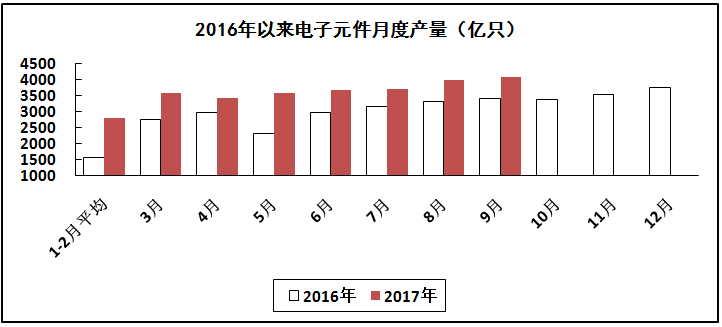 2016年以来电子元件月度产量（亿只）
4500
4000
3500
3000
2500
2000
1500
1000
1-2月平均
3月
4月
5月
6月
7月
8月
9月
10月
11月
12月
2016年
2017年